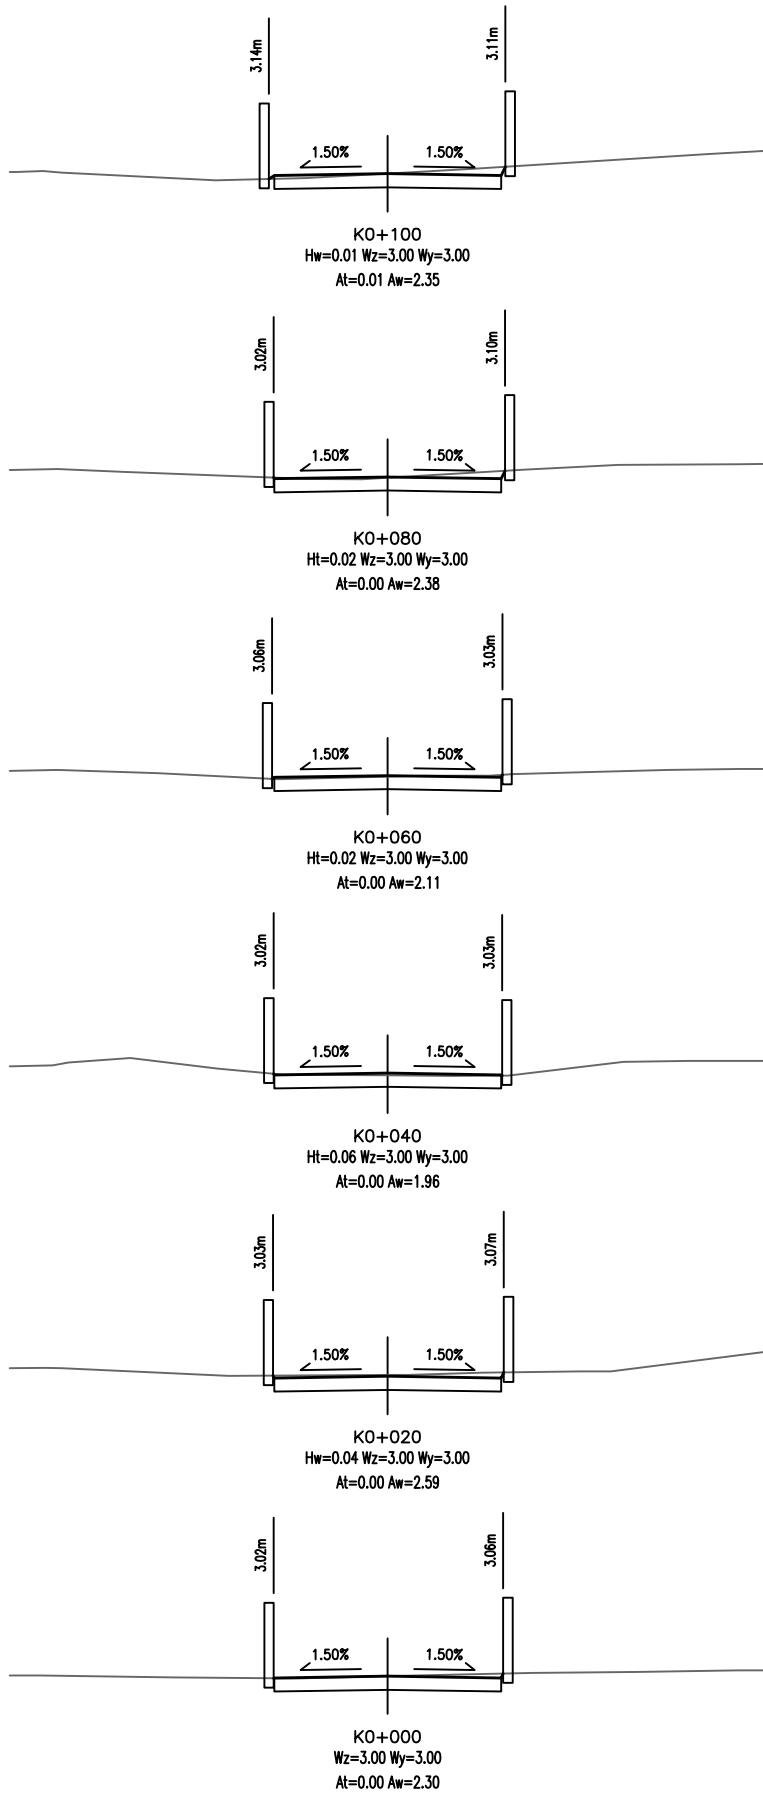 3.14m
3.11m
1.50%
1.50%
K0+100
Hw=0.01 Wz=3.00 Wy=3.00
At=0.01 Aw=2.35
3.02m
3.10m
1.50%
1.50%
K0+080
Ht=0.02 Wz=3.00 Wy=3.00
At=0.00 Aw=2.38
3.06m
3.03m
1.50%
1.50%
K0+060
Ht=0.02 Wz=3.00 Wy=3.00
At=0.00 Aw=2.11
3.02m
3.03m
1.50%
1.50%
K0+040
Ht=0.06 Wz=3.00 Wy=3.00
At=0.00 Aw=1.96
3.03m
3.07m
1.50%
1.50%
K0+020
Hw=0.04 Wz=3.00 Wy=3.00
At=0.00 Aw=2.59
3.02m
3.06m
1.50%
1.50%
K0+000
Wz=3.00 Wy=3.00
At=0.00 Aw=2.30